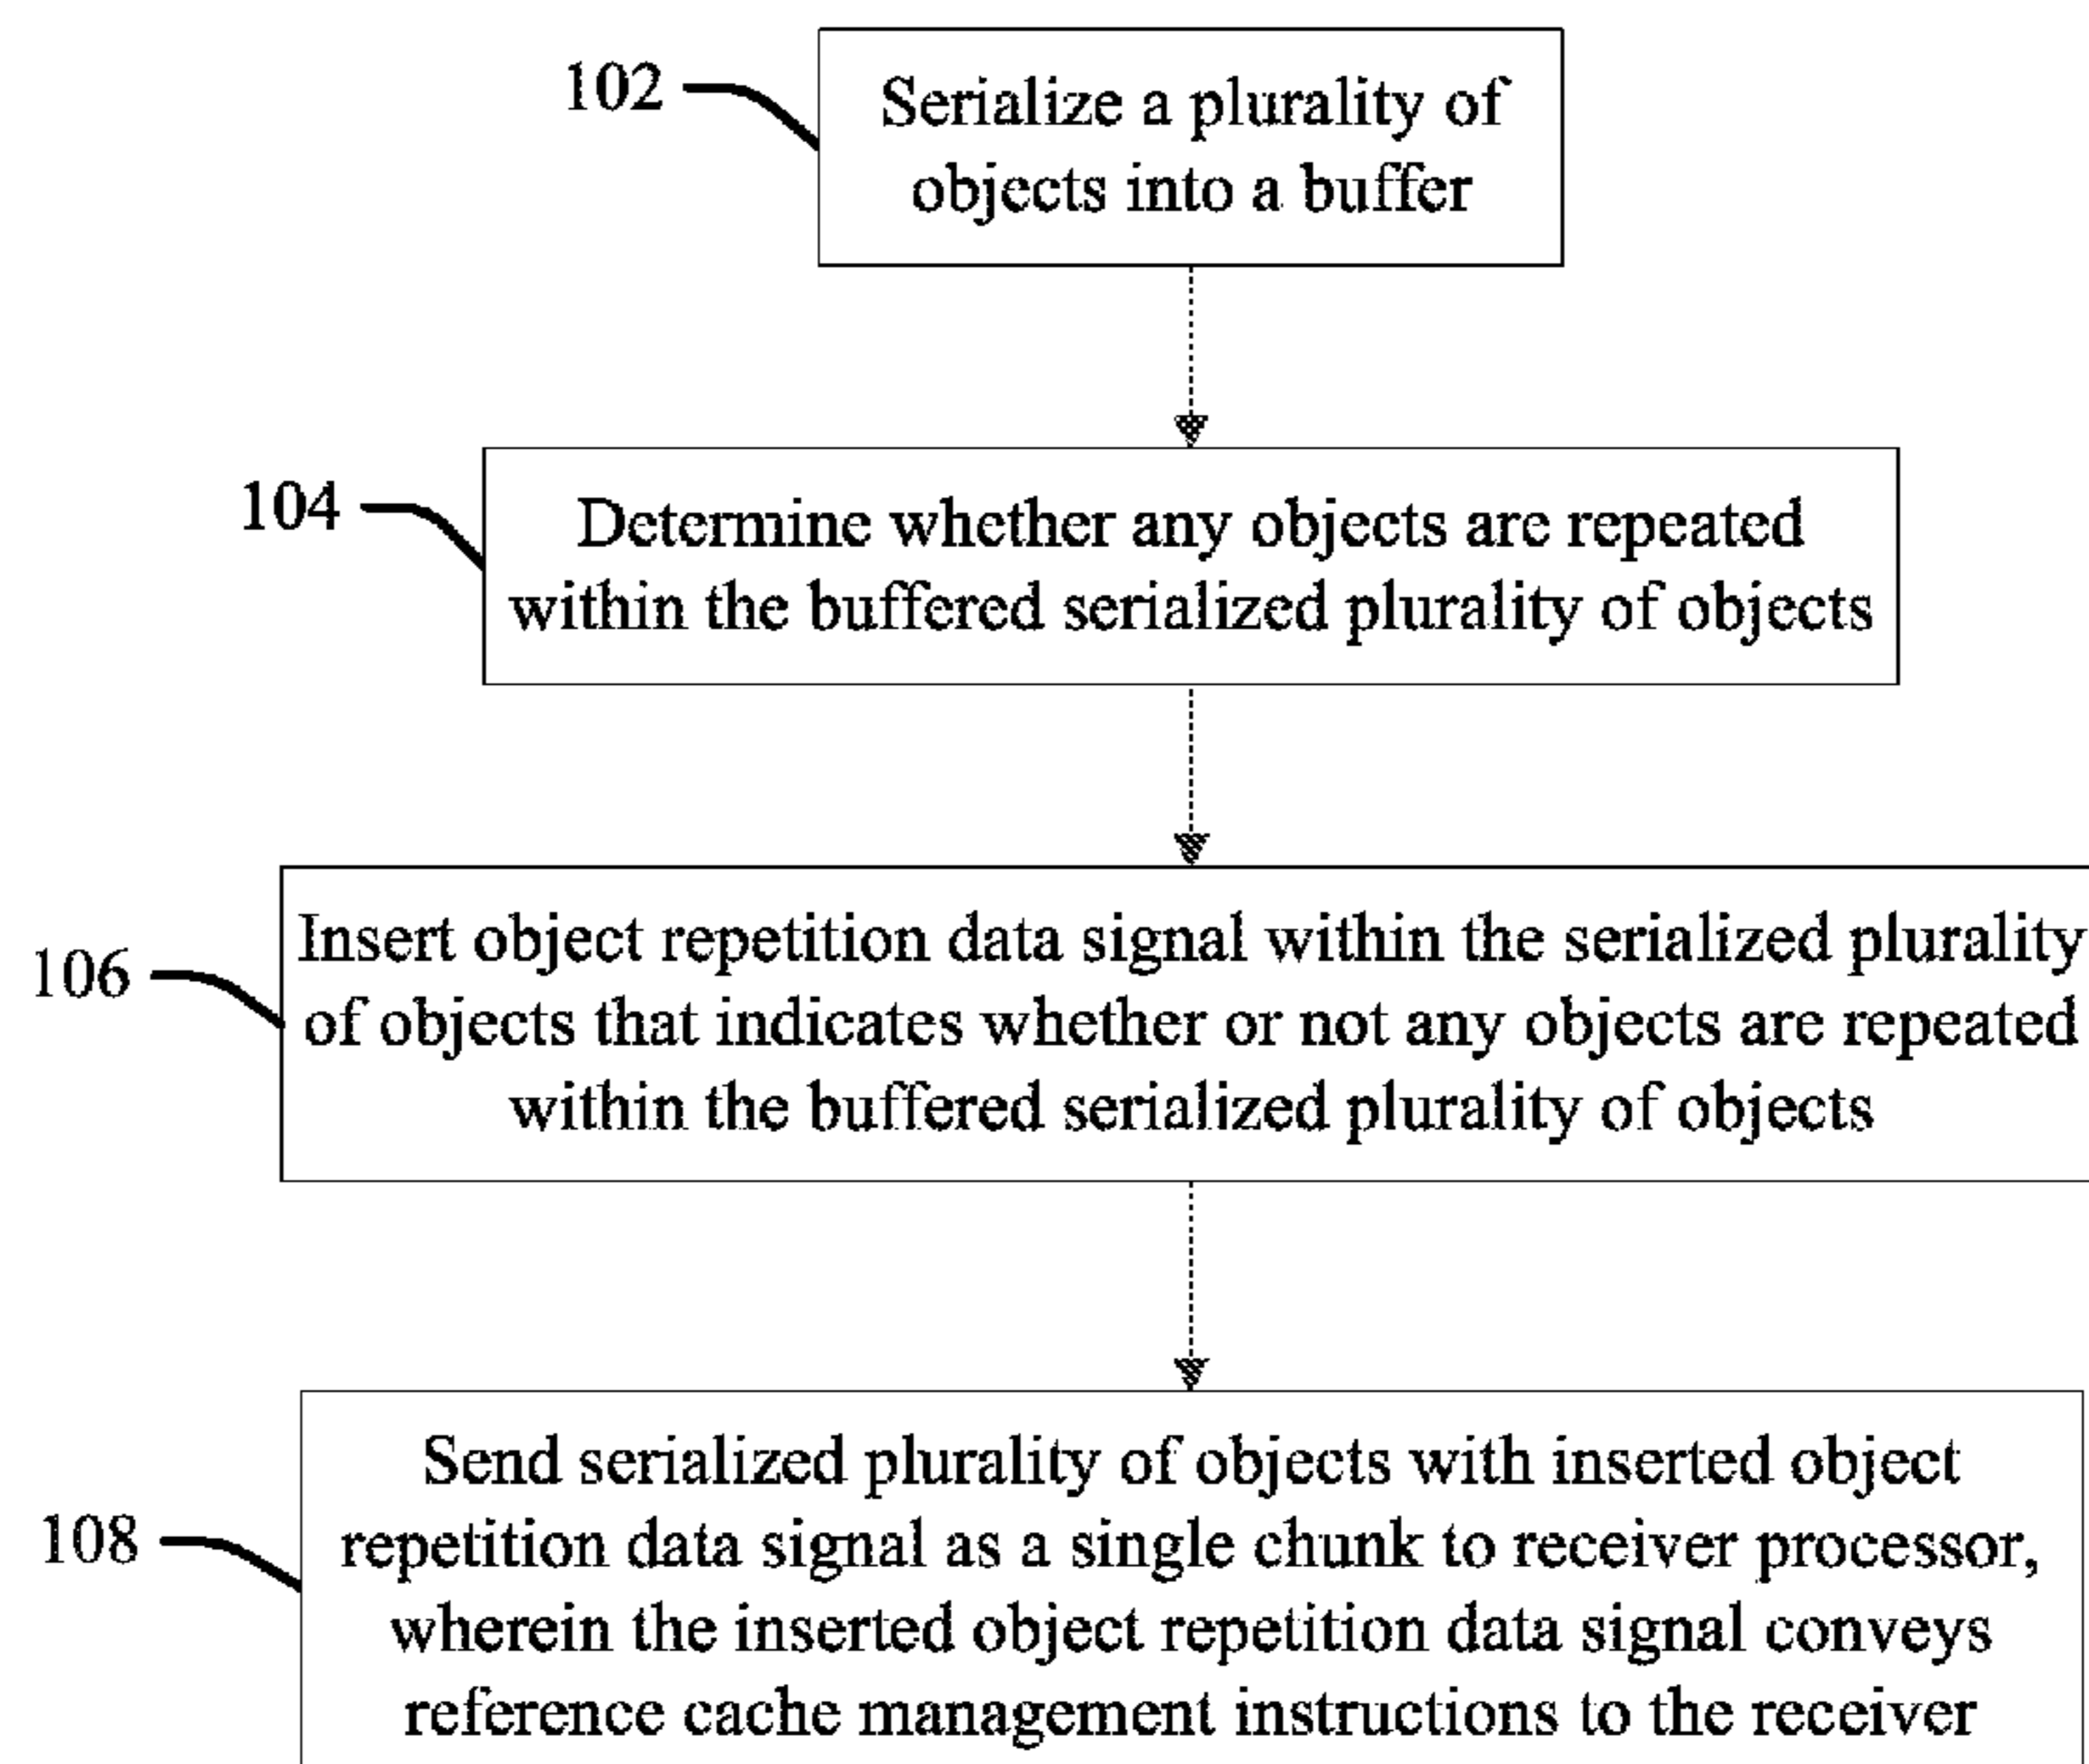 102
Serialize a plurality of
objects into a buffer
104
Determine whether any objects are repeated
within the buffered serialized plurality of objects
106
Insert object repetition data signal within the serialized plurality
of objects that indicates whether or not any objects are repeated
within the buffered serialized plurality of objects
108
Send serialized plurality of objects with inserted object
repetition data signal as a single chunk to receiver processor,
wherein the inserted object repetition data signal conveys
reference cache management instructions to the receiver